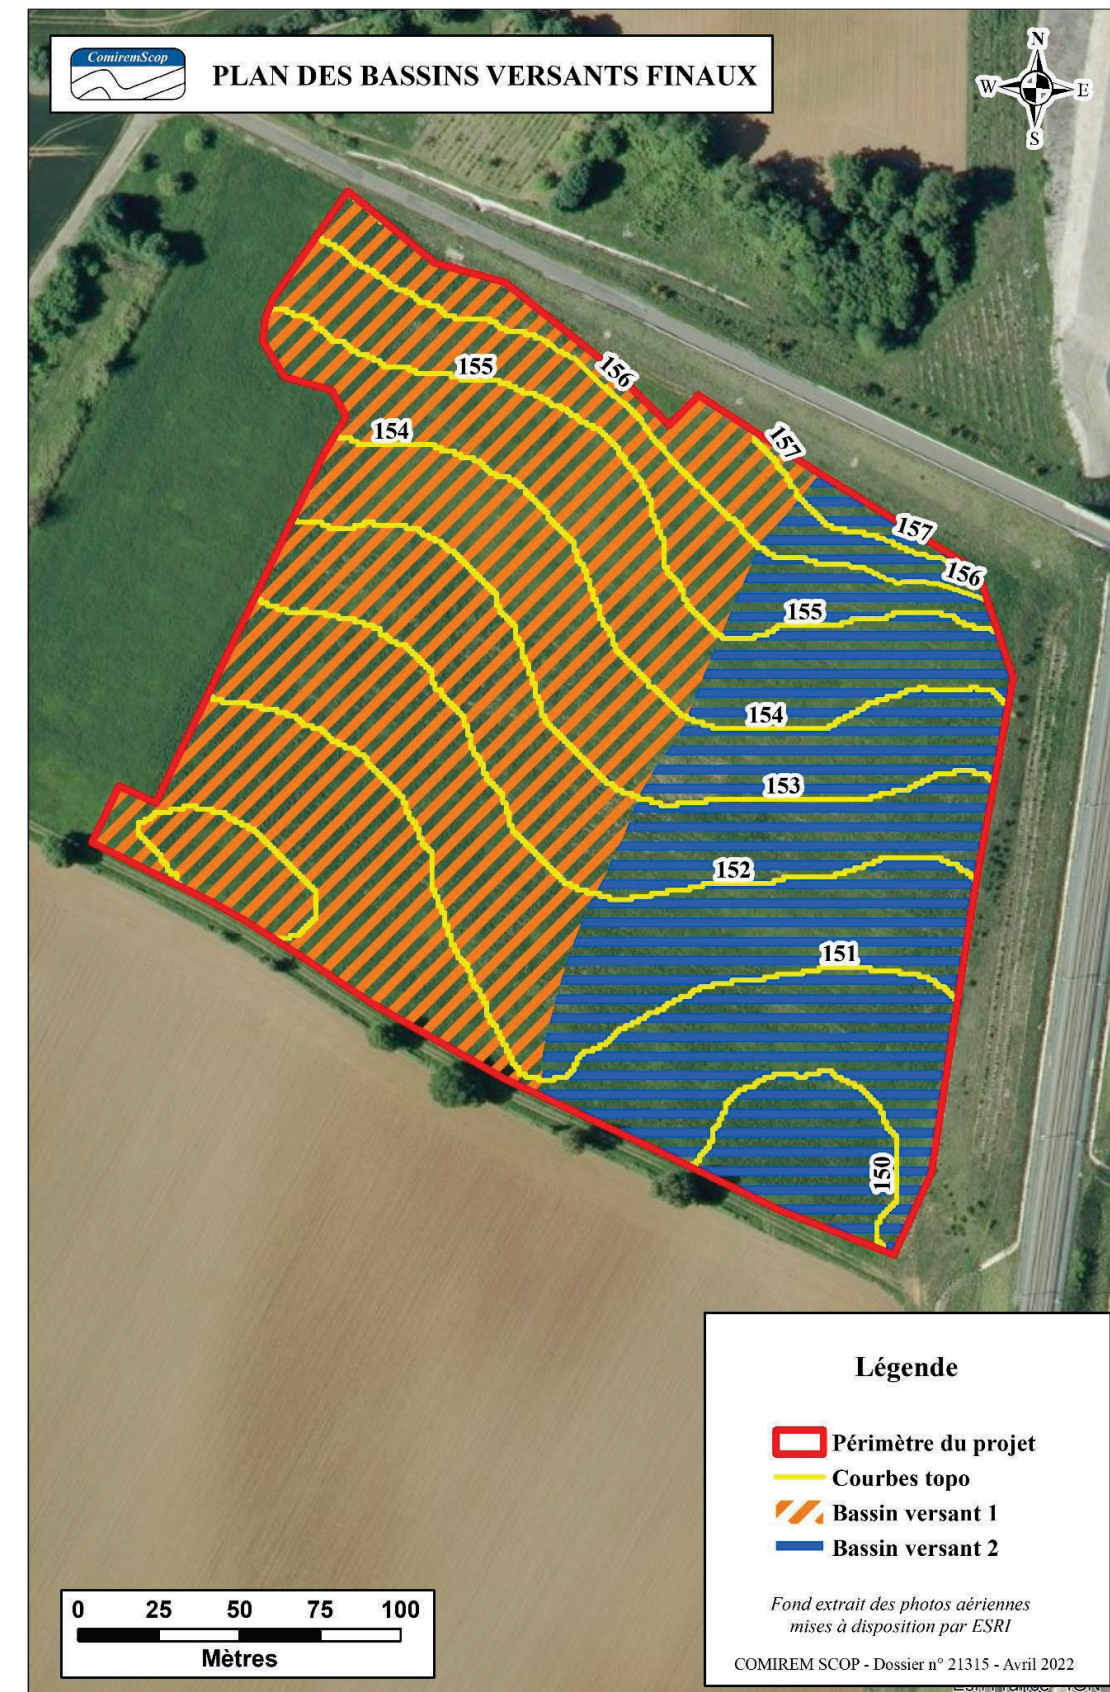 ComiremScop
PLAN DES BASSINS VERSANTS FINAUX
N
W E
S
156
155
154
157
157
156
155
154
153
152
151
150
Légende
Périmètre du projet
Courbes topo
Bassin versant 1
Bassin versant 2
Fond extrait des photos aériennes
mises à disposition par ESRI
COMIREM SCOP - Dossier n° 21315 - Avril 2022
0 25 50 75 100
Mètres